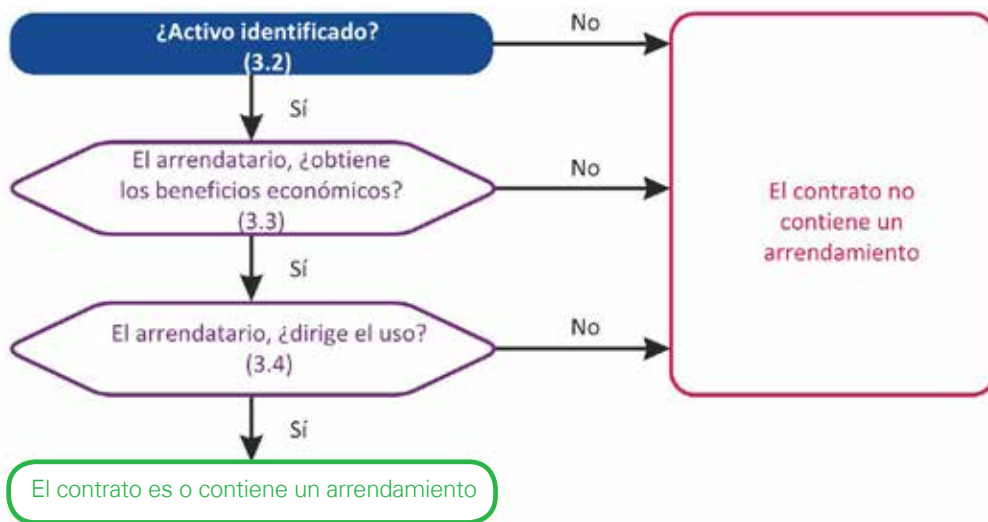 ¿Activo identificado?
(3.2)
No
Sí
El arrendatario, ¿obtiene
los beneficios económicos?
(3.3)
No
El contrato no
contiene un
arrendamiento
Sí
El arrendatario, ¿dirige el uso?
(3.4)
No
Sí
El contrato es o contiene un arrendamiento